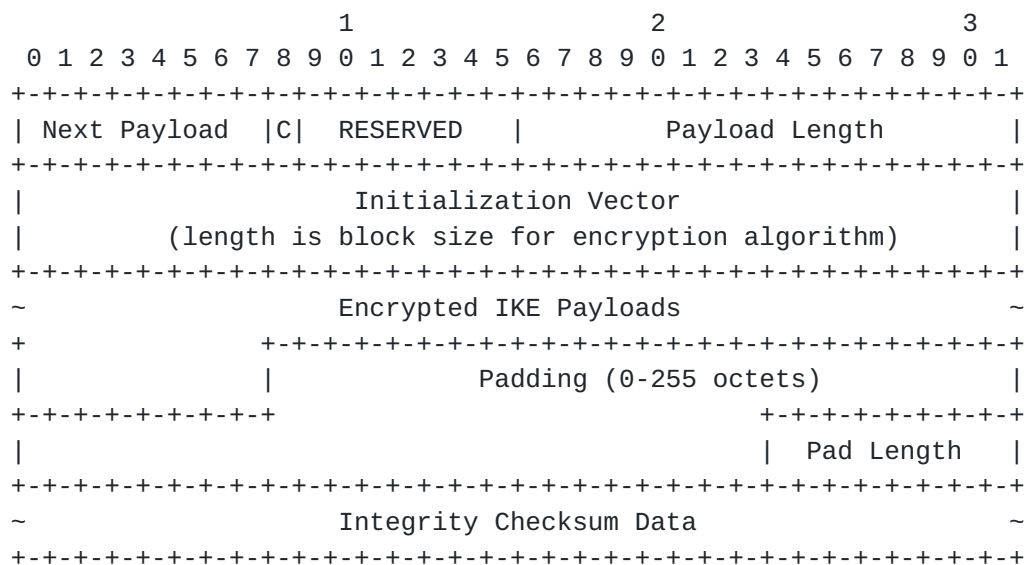 1                   2                   3
 0 1 2 3 4 5 6 7 8 9 0 1 2 3 4 5 6 7 8 9 0 1 2 3 4 5 6 7 8 9 0 1
+-+-+-+-+-+-+-+-+-+-+-+-+-+-+-+-+-+-+-+-+-+-+-+-+-+-+-+-+-+-+-+-+
| Next Payload  |C|  RESERVED   |         Payload Length        |
+-+-+-+-+-+-+-+-+-+-+-+-+-+-+-+-+-+-+-+-+-+-+-+-+-+-+-+-+-+-+-+-+
|                     Initialization Vector                     |
|         (length is block size for encryption algorithm)       |
+-+-+-+-+-+-+-+-+-+-+-+-+-+-+-+-+-+-+-+-+-+-+-+-+-+-+-+-+-+-+-+-+
~                    Encrypted IKE Payloads                     ~
+               +-+-+-+-+-+-+-+-+-+-+-+-+-+-+-+-+-+-+-+-+-+-+-+-+
|               |             Padding (0-255 octets)            |
+-+-+-+-+-+-+-+-+                               +-+-+-+-+-+-+-+-+
|                                               |  Pad Length   |
+-+-+-+-+-+-+-+-+-+-+-+-+-+-+-+-+-+-+-+-+-+-+-+-+-+-+-+-+-+-+-+-+
~                    Integrity Checksum Data                    ~
+-+-+-+-+-+-+-+-+-+-+-+-+-+-+-+-+-+-+-+-+-+-+-+-+-+-+-+-+-+-+-+-+